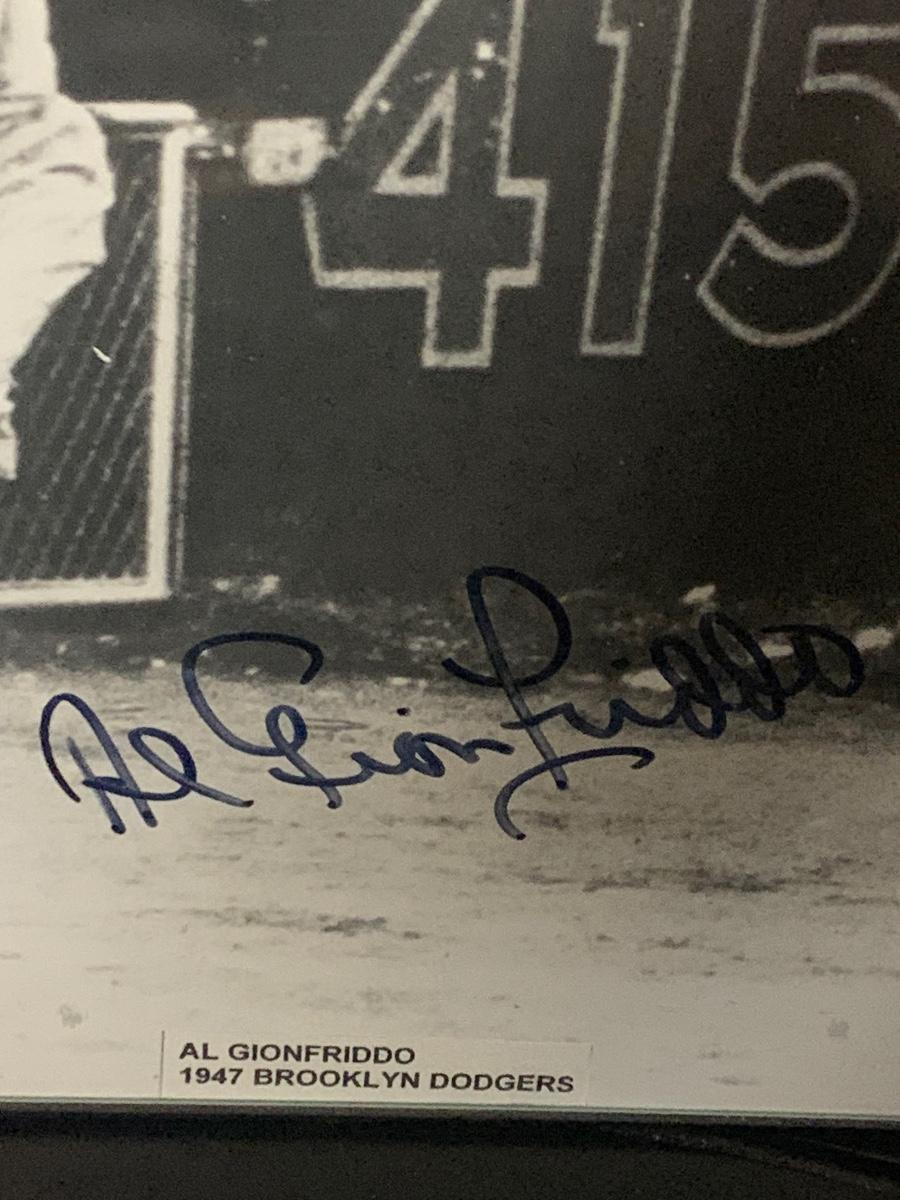 415
Al Gionfriddo
AL GIONFRIDDO
1947 BROOKLYN DODGERS